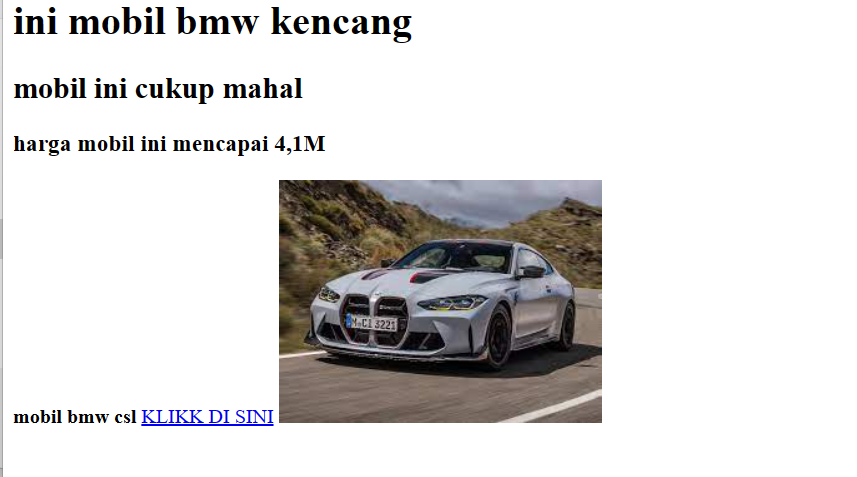 ini mobil bmw kencang
mobil ini cukup mahal
harga mobil ini mencapai 4,1M
M CI 3221
mobil bmw csl KLIKK DI SINI